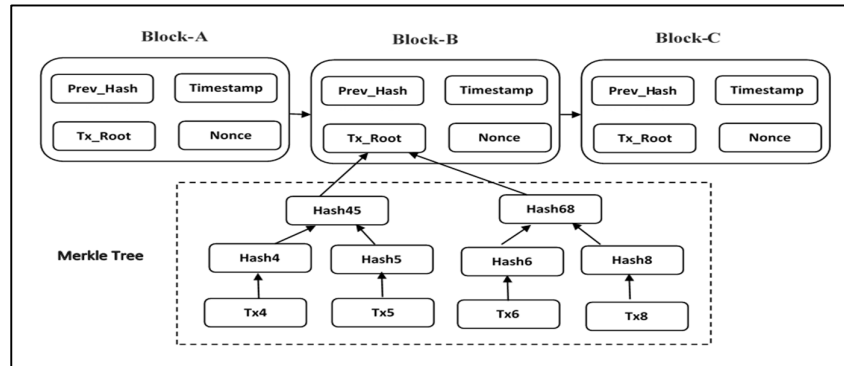 Block-A
Block-B
Block-C
Prev_Hash
Timestamp
Tx_Root
Nonce
Prev_Hash
Timestamp
Tx_Root
Nonce
Prev_Hash
Timestamp
Tx_Root
Nonce
Merkle Tree
Hash45
Hash68
Hash4
Hash5
Hash6
Hash8
Tx4
Tx5
Tx6
Tx8